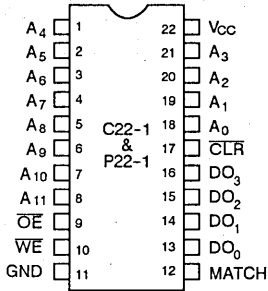 A4 1 22 VCC
A5 2 21 A3
A6 3 20 A2
A7 4 19 A1
A8 5 C22-1 18 A0
A9 6 & 17 CLR
A10 7 P22-1 16 DO3
A11 8 15 DO2
OE 9 14 DO1
WE 10 13 DO0
GND 11 12 MATCH